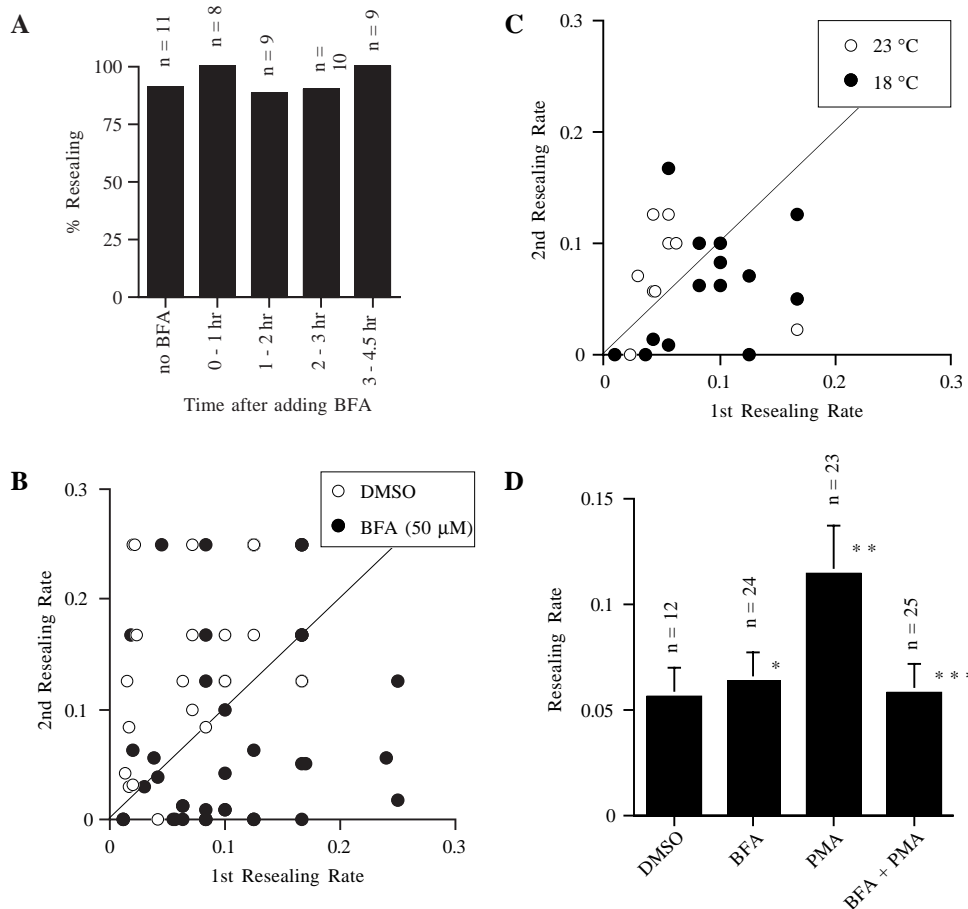 A
n = 11
n = 8
n = 9
n =
10
n = 9
% Resealing
100
75
50
25
0
no BFA
0 - 1 hr
1 - 2 hr
2 - 3 hr
3 - 4.5 hr
Time after adding BFA
C
0.3
0.2
0.1
0
2nd Resealing Rate
23 °C
18 °C
0
0.1
0.2
0.3
1st Resealing Rate
B
0.3
0.2
0.1
0
2nd Resealing Rate
DMSO
BFA (50 µM)
0
0.1
0.2
0.3
1st Resealing Rate
D
0.15
0.1
0.05
0
Resealing Rate
n = 12
n = 24
*
n = 23
* *
n = 25
* * *
DMSO
BFA
PMA
BFA + PMA